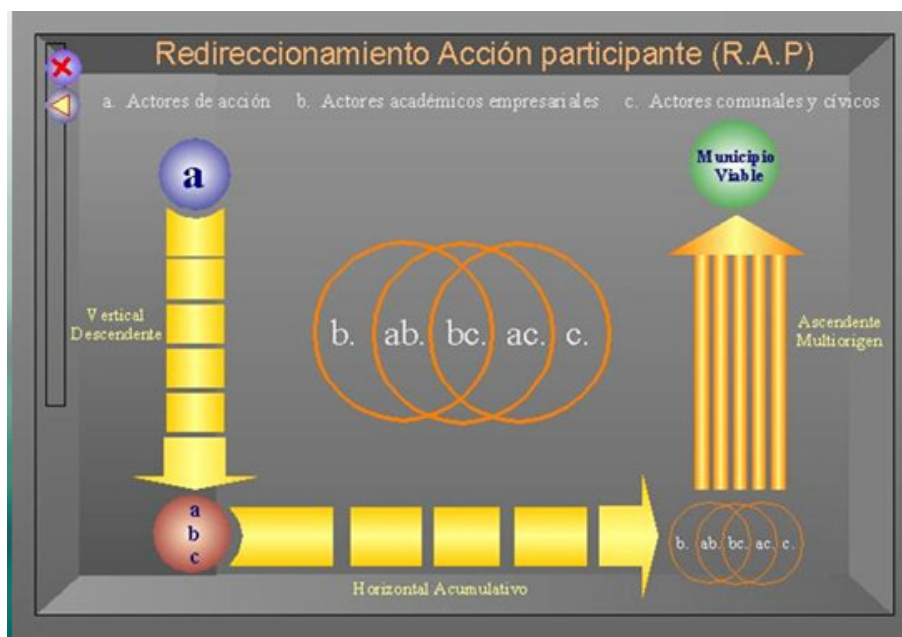 Redireccionamiento Acción participante (R.A.P)
a. Actores de acción b. Actores académicos empresariales c. Actores comunales y cívicos
a
Municipio
Viable
Vertical
Descendente
b. ab. bc. ac. c.
Ascendente
Multiorigen
a
b
c
b. ab. bc. ac. c.
Horizontal Acumulativo